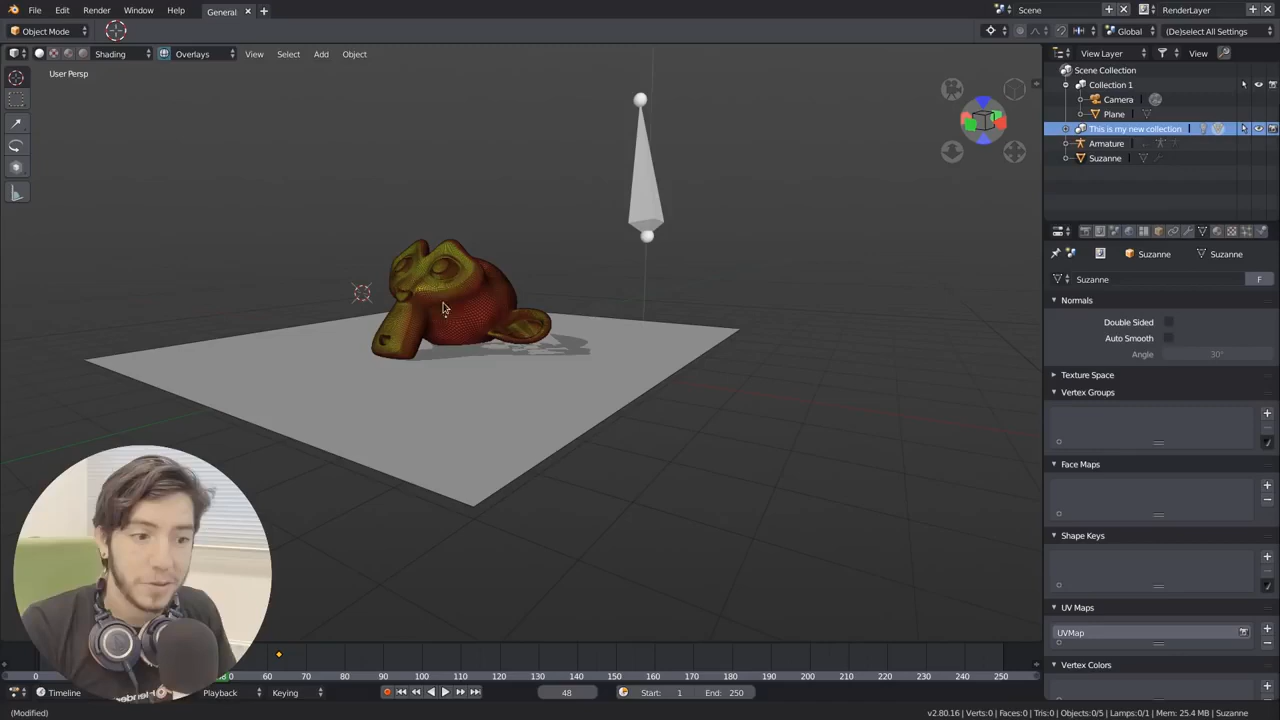 File Edit Render Window Help General Scene RenderLayer
Object Mode Global (De)select All Settings
Shading Overlays View Select Add Object
User Persp
View Layer View
Scene Collection
Collection 1
Camera
Plane
This is my new collection
Armature
Suzanne
Suzanne Suzanne
Suzanne F
Normals
Double Sided
Auto Smooth
Angle 30°
Texture Space
Vertex Groups
Face Maps
Shape Keys
UV Maps
UVMap
Vertex Colors
0 50 60 70 80 90 100 110 120 130 140 150 160 170 180 190 200 210 220 230 240 250
Timeline Playback Keying 48 Start: 1 End: 250
(Modified) v2.80.16 | Verts:0 | Faces:0 | Tris:0 | Objects:0/5 | Lamps:0/1 | Mem: 25.4 MB | Suzanne